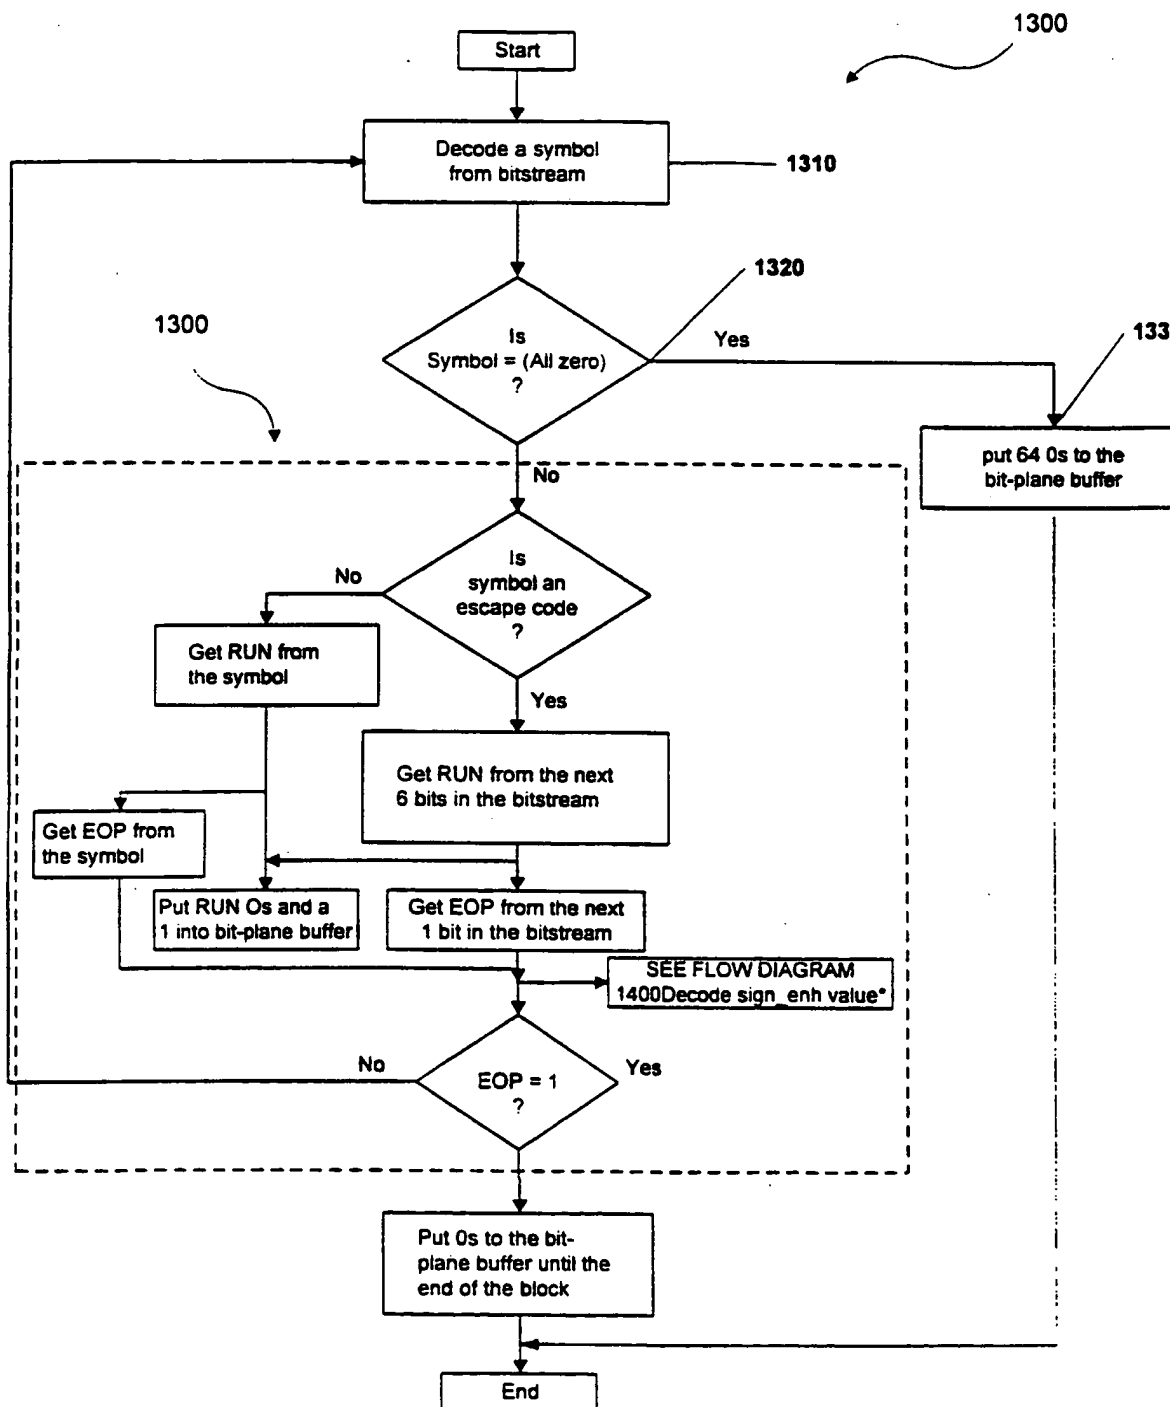 1300
Start
Decode a symbol
from bitstream
1310
1320
1300
Is
Symbol = (All zero)
?
Yes
133
put 64 0s to the
bit-plane buffer
No
Is
symbol an
escape code
?
No
Get RUN from
the symbol
Yes
Get RUN from the next
6 bits in the bitstream
Get EOP from
the symbol
Put RUN 0s and a
1 into bit-plane buffer
Get EOP from the next
1 bit in the bitstream
SEE FLOW DIAGRAM
1400Decode sign_enh value*
No
Yes
EOP = 1
?
Put 0s to the bit-
plane buffer until the
end of the block
End